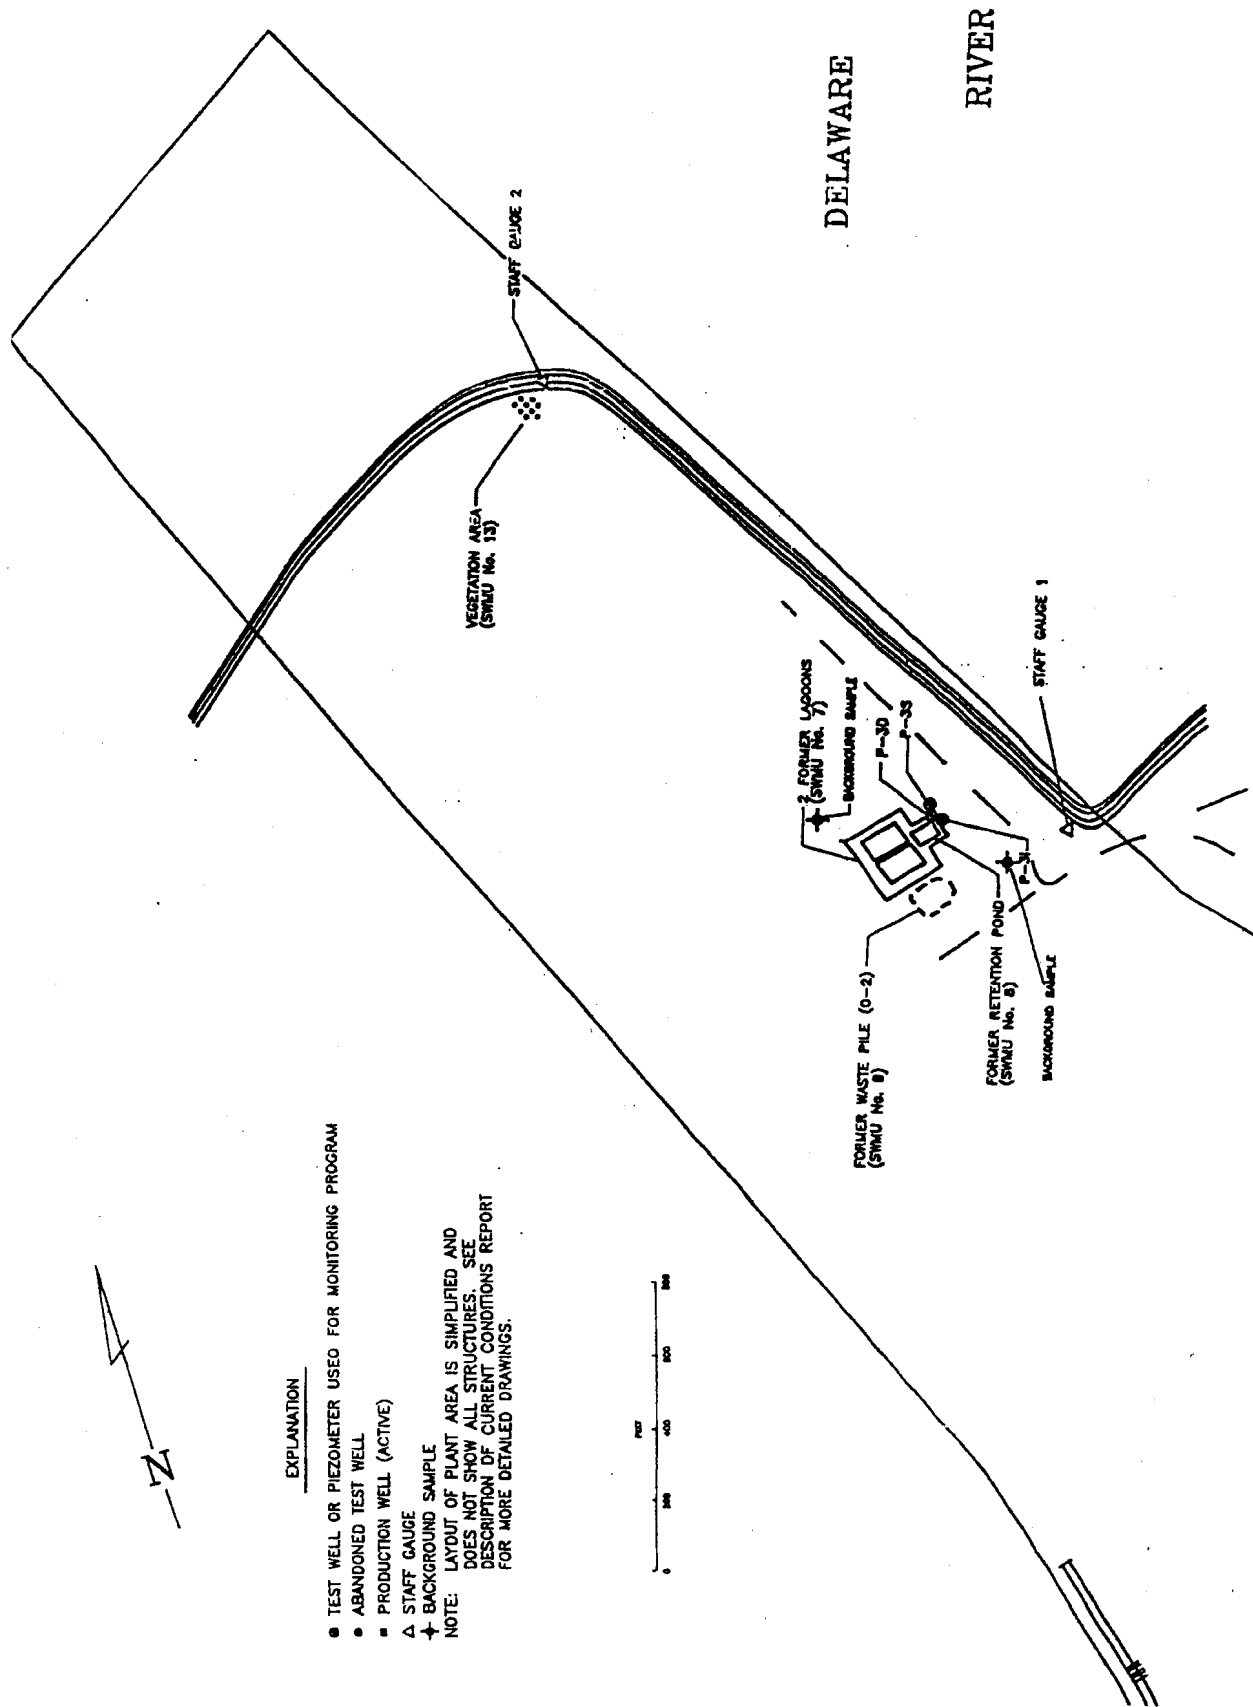 DELAWARE
RIVER
STAFF GAUGE 2
VEGETATION AREA
(SWMU No. 13)
2 FORMER LAGOONS
(SWMU No. 7)
BACKGROUND SAMPLE
P-3D
P-3S
STAFF GAUGE 1
P-3I
FORMER WASTE PILE (O-2)
(SWMU No. 9)
FORMER RETENTION POND
(SWMU No. 8)
BACKGROUND SAMPLE
N
EXPLANATION
TEST WELL OR PIEZOMETER USED FOR MONITORING PROGRAM
ABANDONED TEST WELL
PRODUCTION WELL (ACTIVE)
STAFF GAUGE
BACKGROUND SAMPLE
NOTE: LAYOUT OF PLANT AREA IS SIMPLIFIED AND
DOES NOT SHOW ALL STRUCTURES. SEE
DESCRIPTION OF CURRENT CONDITIONS REPORT
FOR MORE DETAILED DRAWINGS.
FEET
0 200 400 600 800